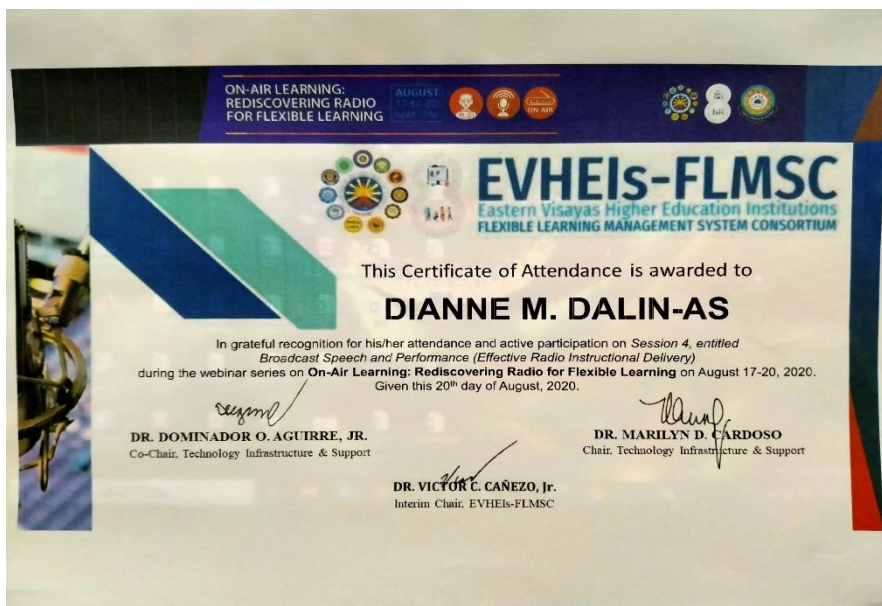 ON-AIR LEARNING:
REDISCOVERING RADIO
FOR FLEXIBLE LEARNING
AUGUST
17 to 20
ON AIR
EVHEIs-FLMSC
Eastern Visayas Higher Education Institutions
FLEXIBLE LEARNING MANAGEMENT SYSTEM CONSORTIUM
This Certificate of Attendance is awarded to
DIANNE M. DALIN-AS
In grateful recognition for his/her attendance and active participation on Session 4, entitled
Broadcast Speech and Performance (Effective Radio Instructional Delivery)
during the webinar series on On-Air Learning: Rediscovering Radio for Flexible Learning on August 17-20, 2020.
Given this 20th day of August, 2020.
DR. DOMINADOR O. AGUIRRE, JR.
Co-Chair, Technology Infrastructure & Support
DR. MARILYN D. CARDOSO
Chair, Technology Infrastructure & Support
DR. VICTOR C. CAÑEZO, Jr.
Interim Chair, EVHEIs-FLMSC